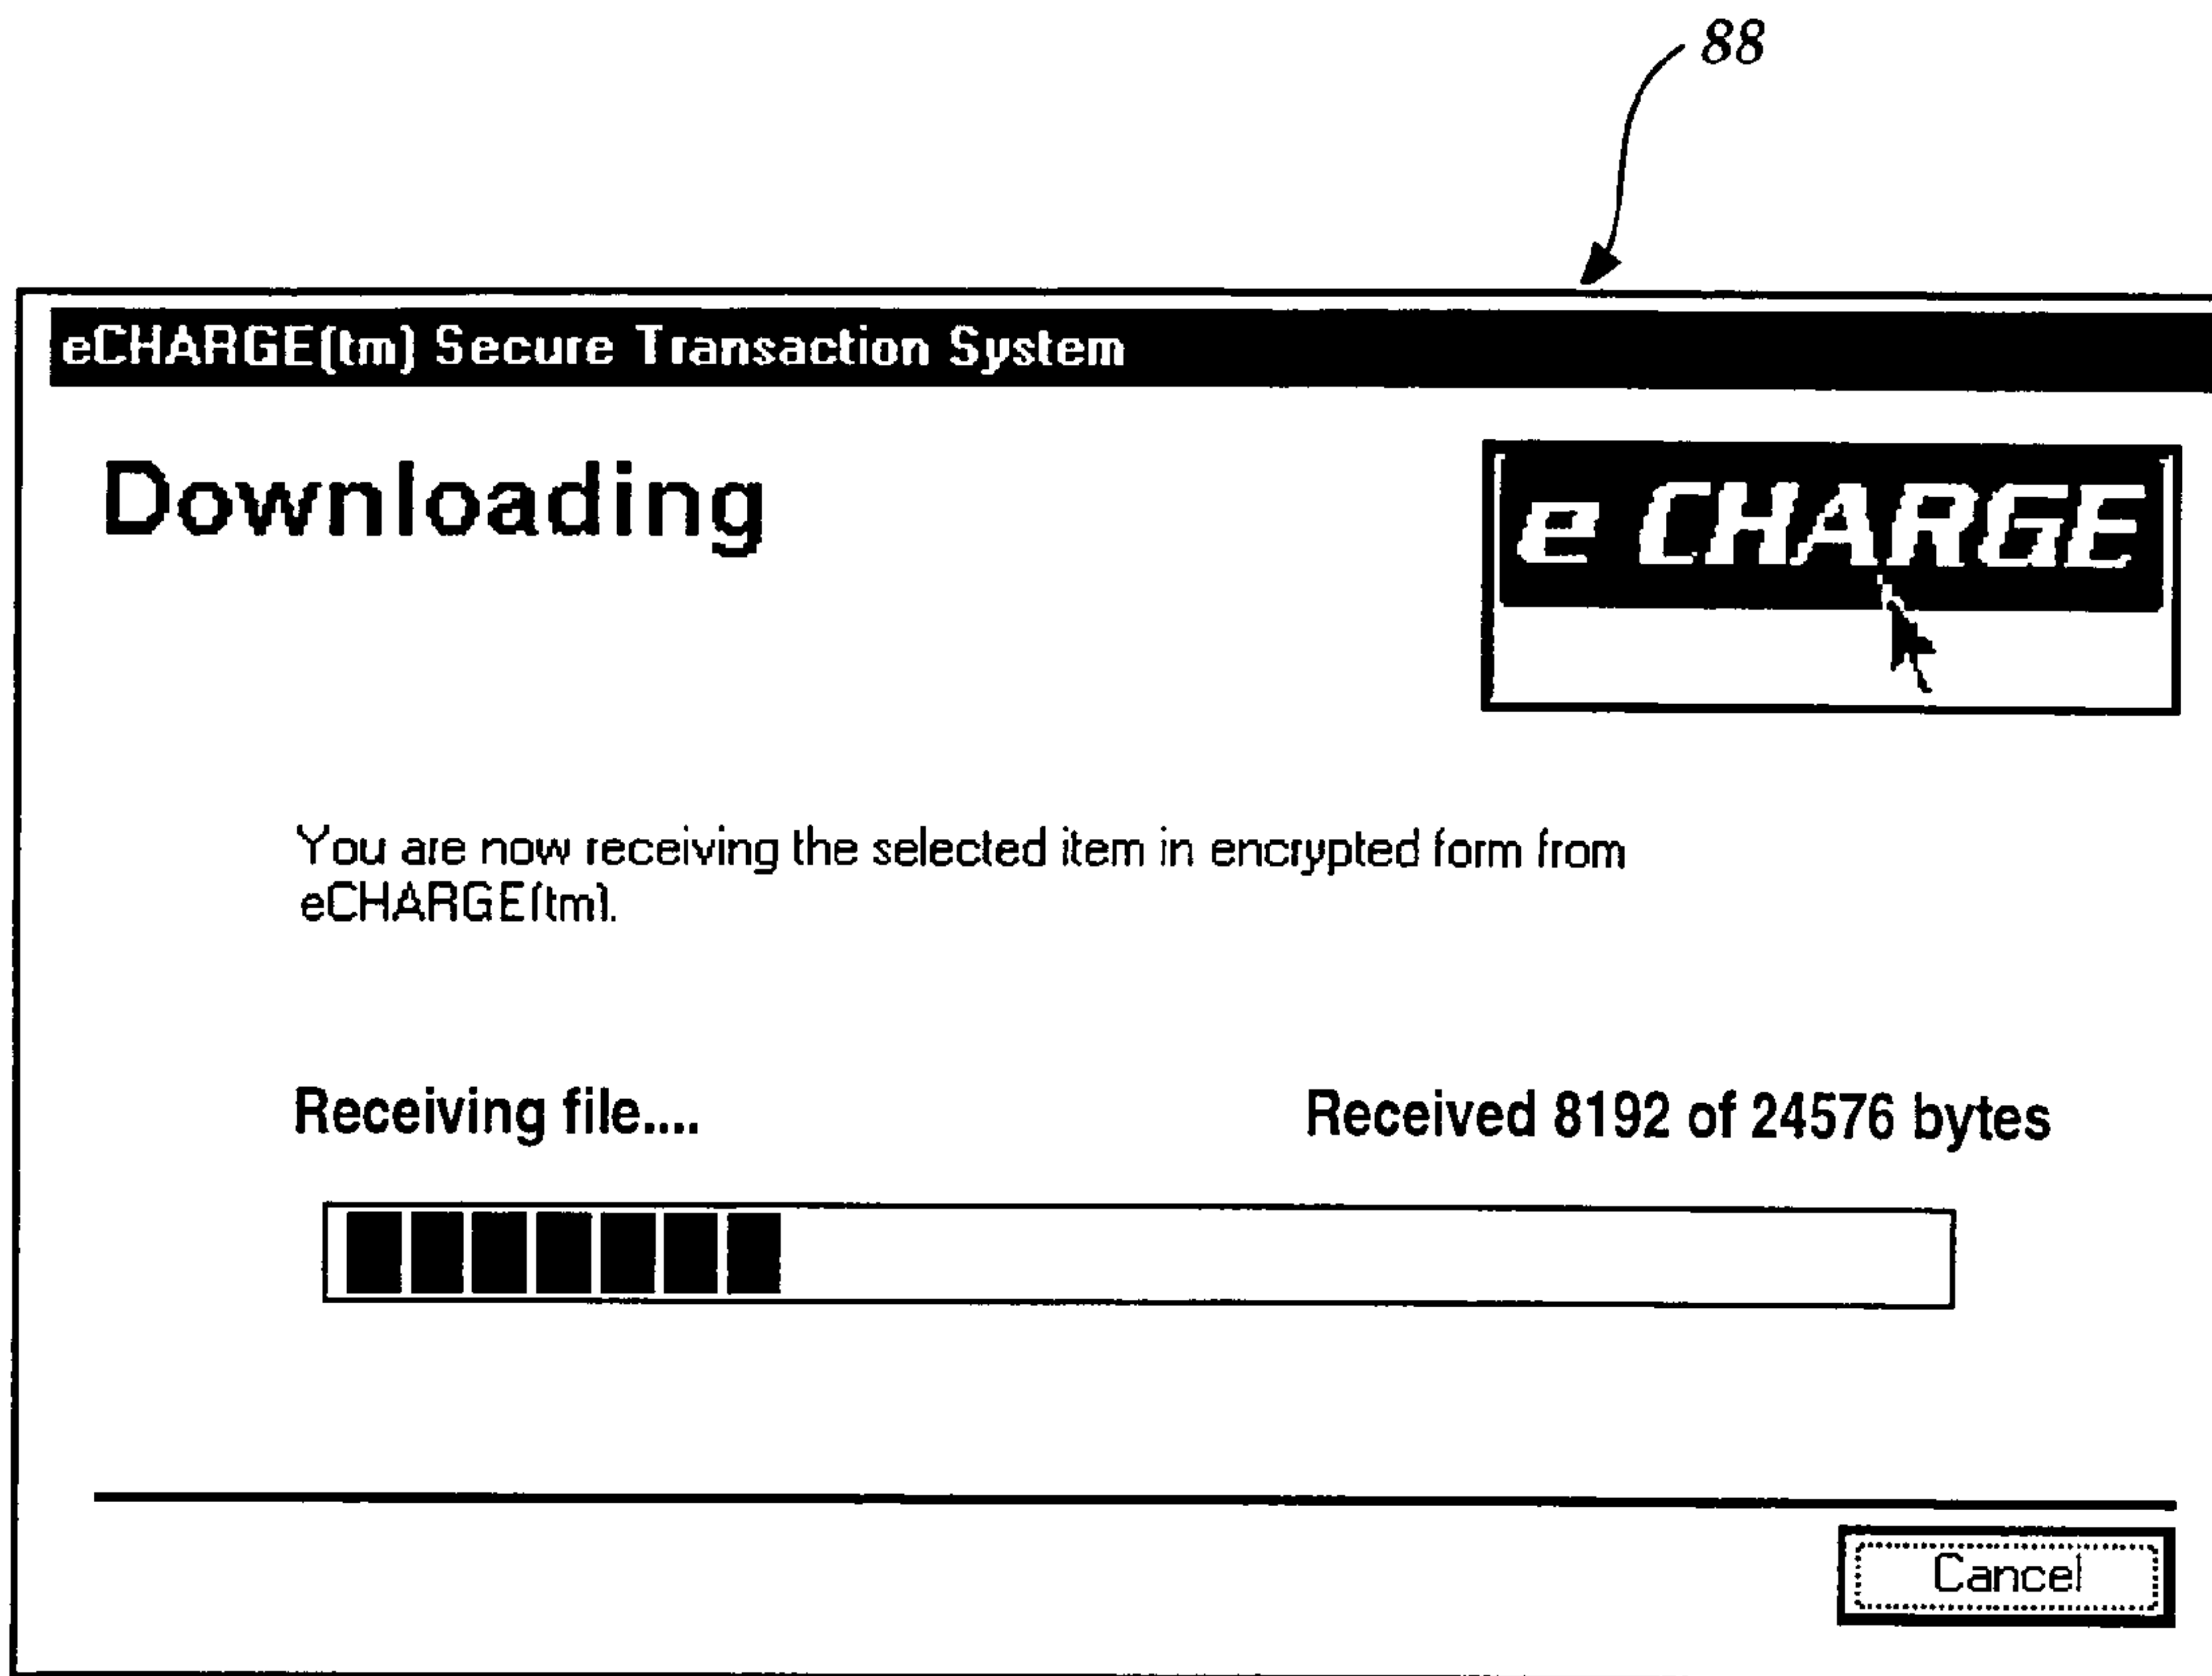 88
eCHARGE(tm) Secure Transaction System
Downloading
e CHARGE
You are now receiving the selected item in encrypted form from
eCHARGE(tm).
Receiving file....
Received 8192 of 24576 bytes
Cancel